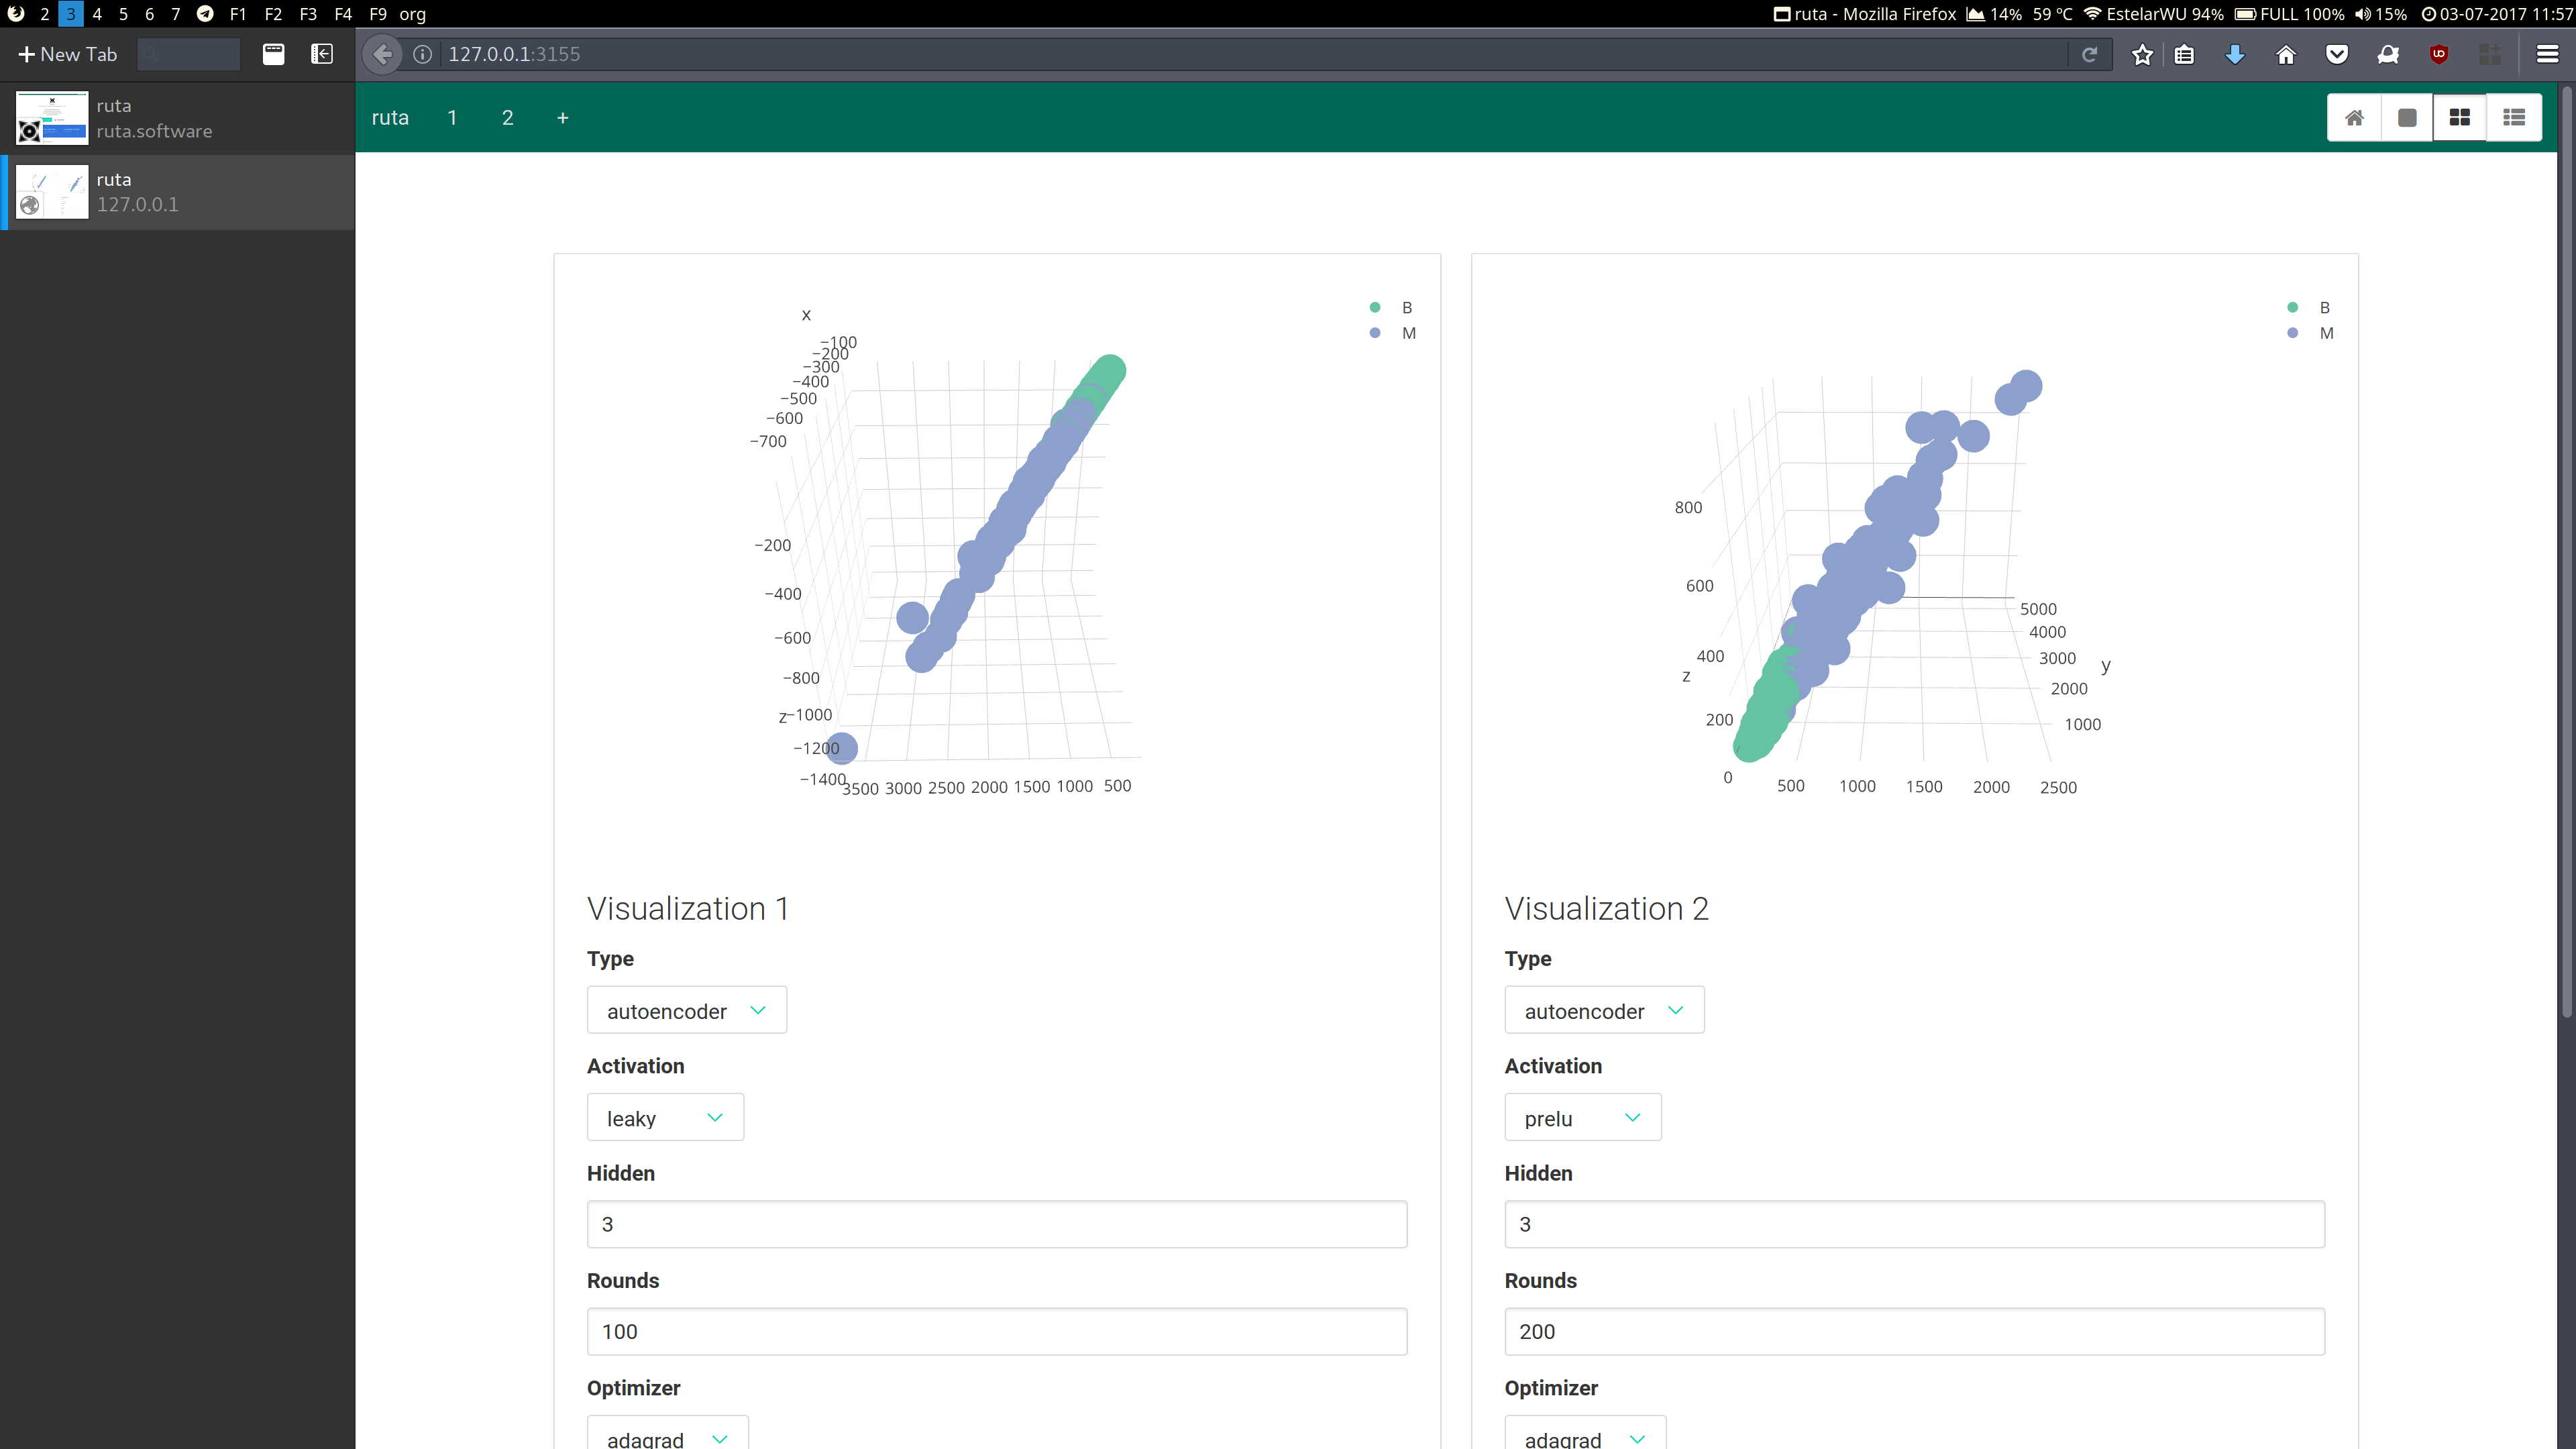 2 3 4 5 6 7 F1 F2 F3 F4 F9 org
ruta - Mozilla Firefox 14% 59 ºC EstelarWU 94% FULL 100% 15% 03-07-2017 11:57
New Tab
127.0.0.1:3155
ruta
ruta.software
ruta
127.0.0.1
ruta 1 2 +
B
M
x
−100
−200
−300
−400
−500
−600
−700
−200
−400
−600
−800
z
−1000
−1200
−1400
3500 3000 2500 2000 1500 1000 500
Visualization 1
Type
autoencoder
Activation
leaky
Hidden
3
Rounds
100
Optimizer
adagrad
B
M
800
600
400
z
200
0
500 1000 1500 2000 2500
5000
4000
3000
y
2000
1000
Visualization 2
Type
autoencoder
Activation
prelu
Hidden
3
Rounds
200
Optimizer
adagrad